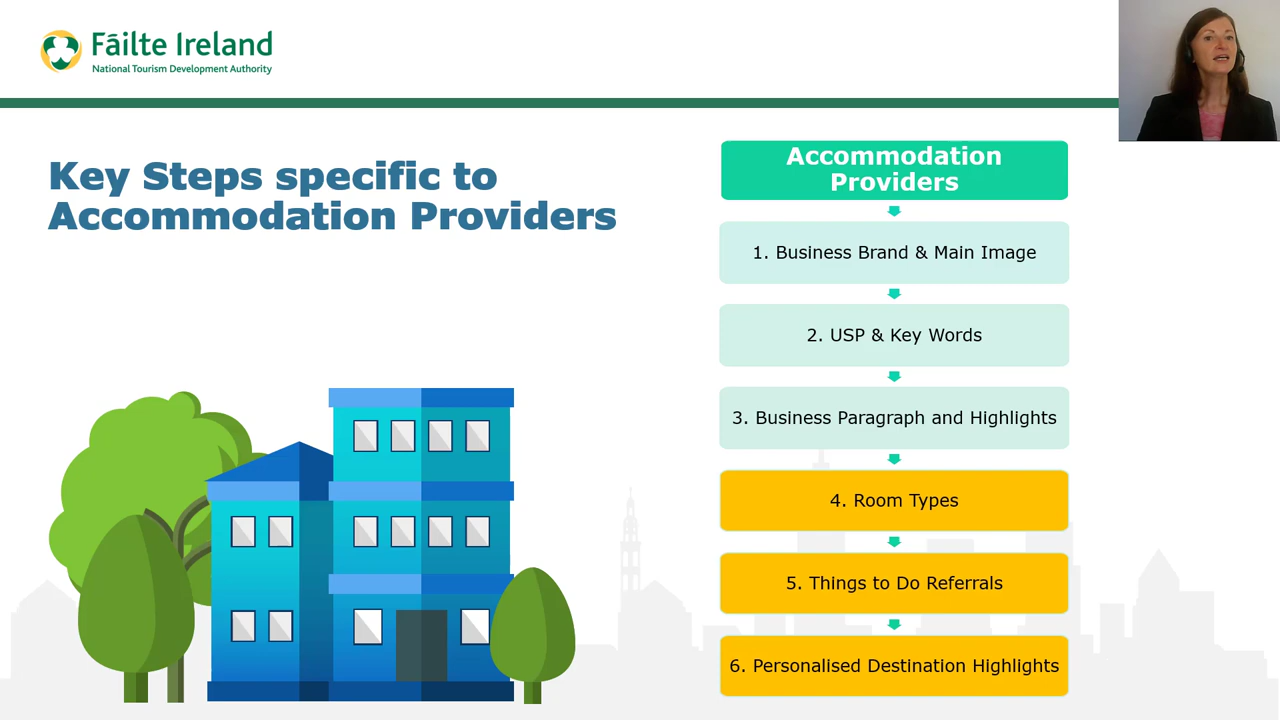 Fáilte Ireland
National Tourism Development Authority
Key Steps specific to
Accommodation Providers
Accommodation
Providers
1. Business Brand & Main Image
2. USP & Key Words
3. Business Paragraph and Highlights
4. Room Types
5. Things to Do Referrals
6. Personalised Destination Highlights